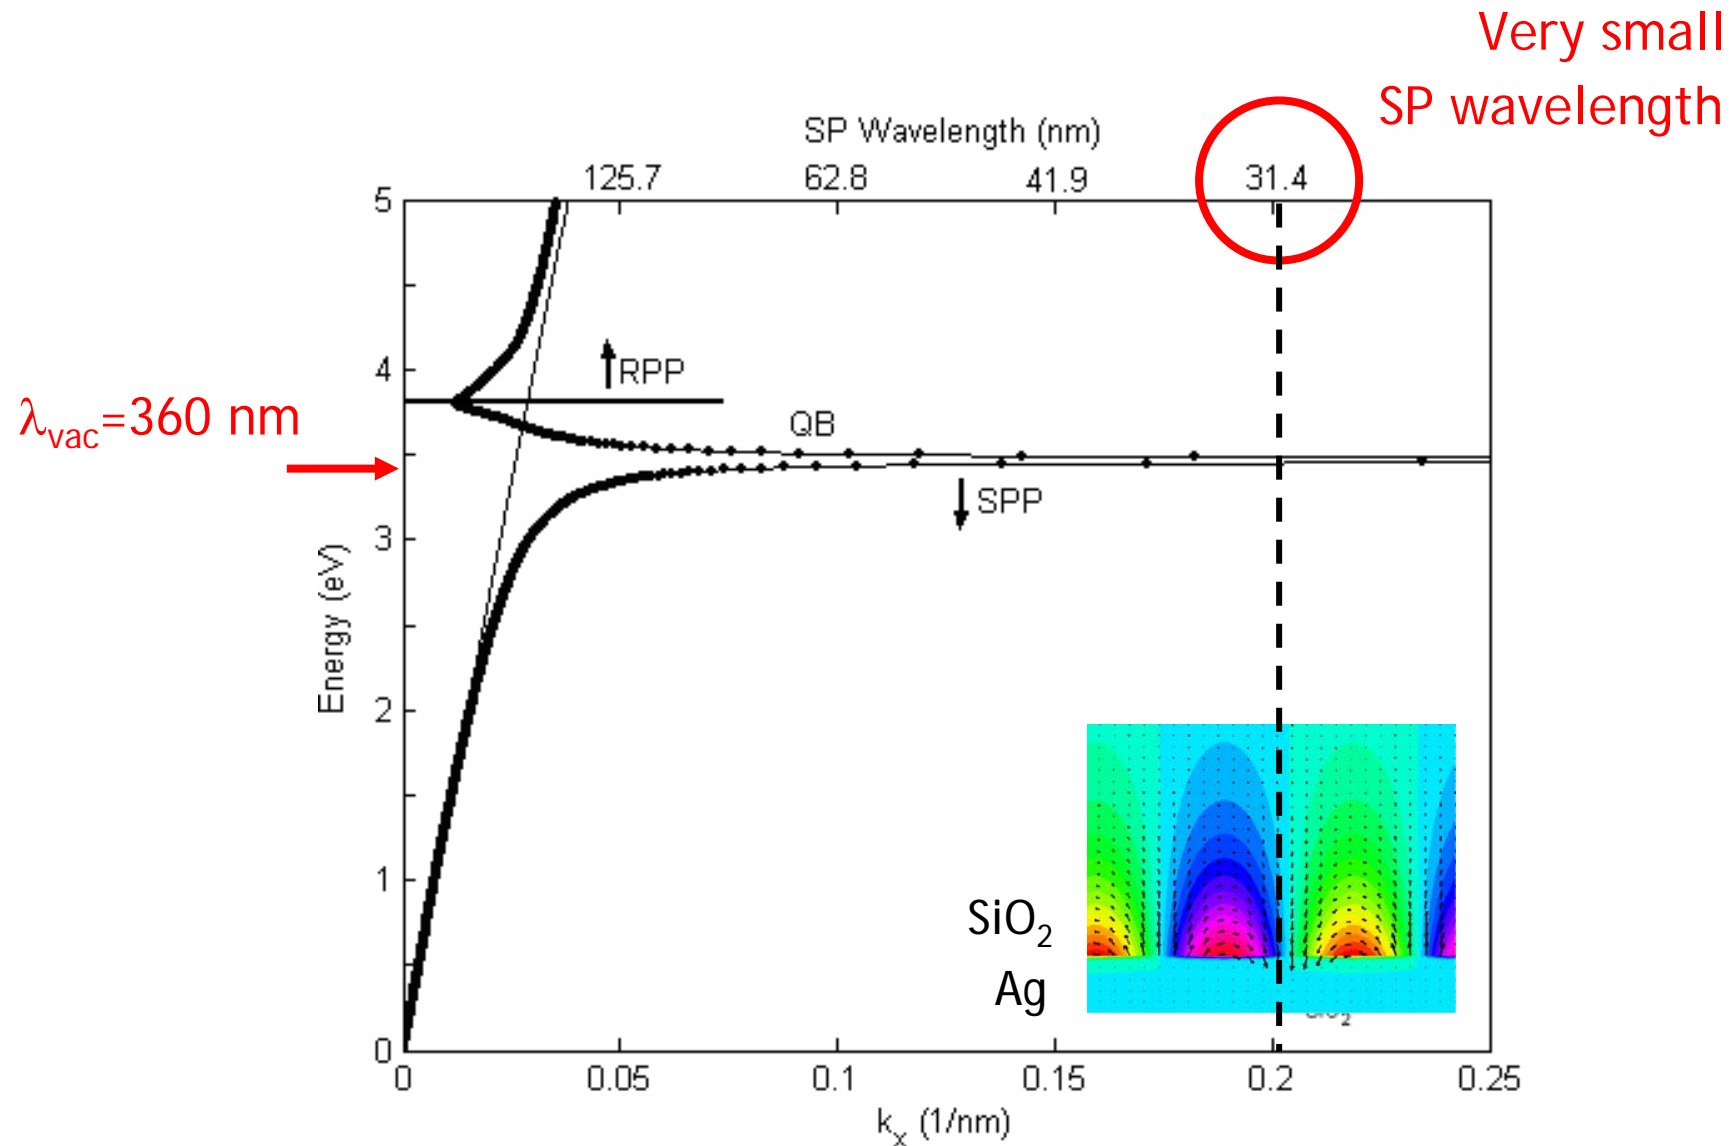 Very small
SP wavelength
SP Wavelength (nm)
125.7 62.8 41.9 31.4
5
4
RPP
λvac=360 nm
QB
SPP
3
Energy (eV)
2
1
SiO2
Ag
0
0 0.05 0.1 0.15 0.2 0.25
kx (1/nm)